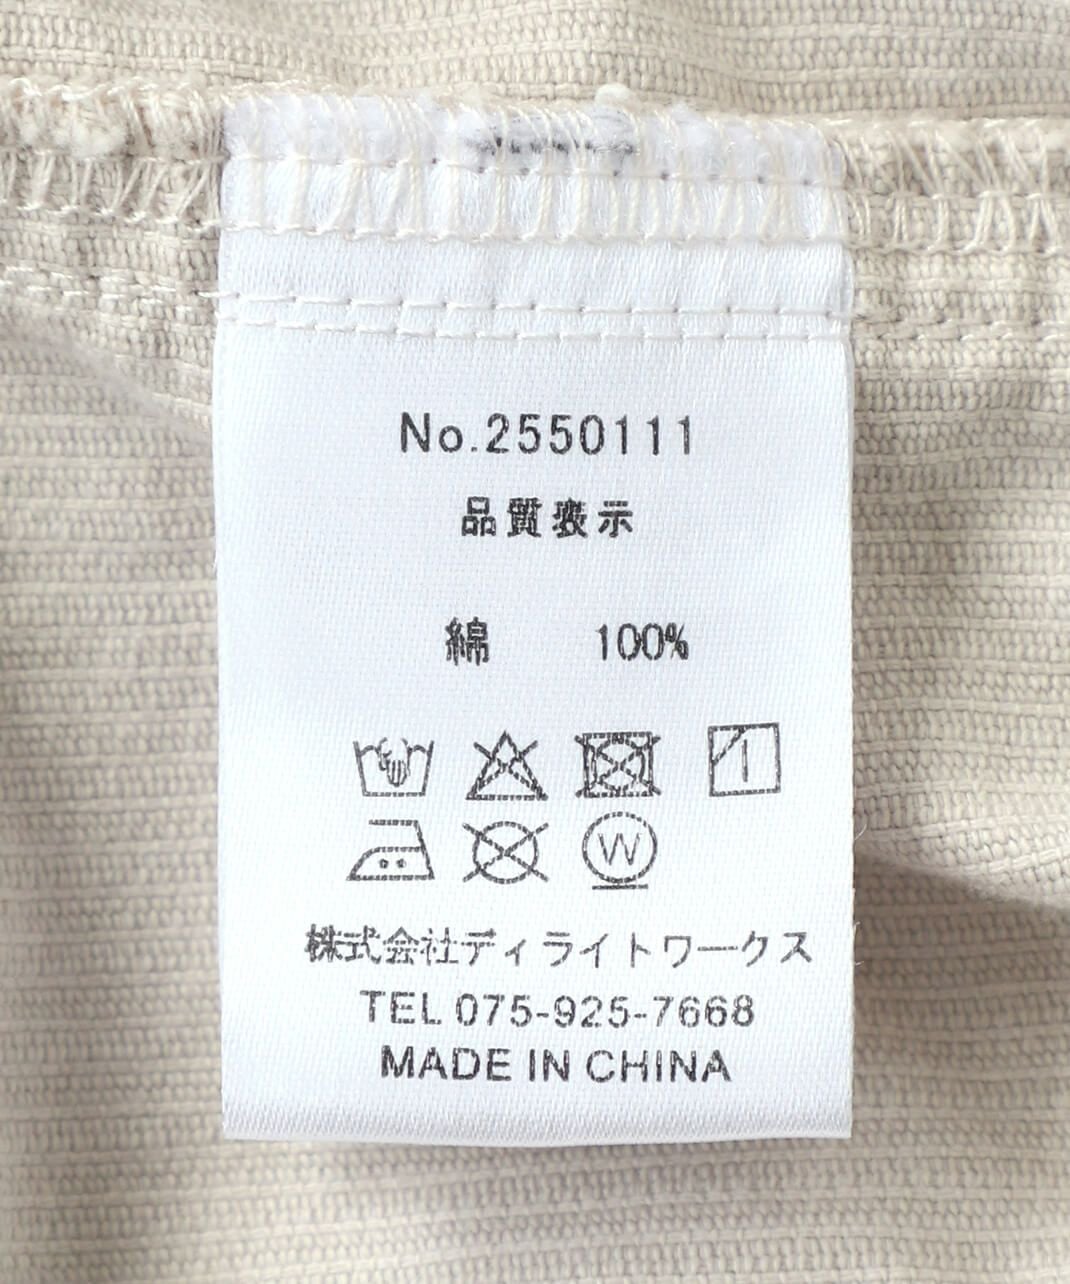 No.2550111
品質表示
綿 100%
W
株式会社ディライトワークス
TEL 075-925-7668
MADE IN CHINA